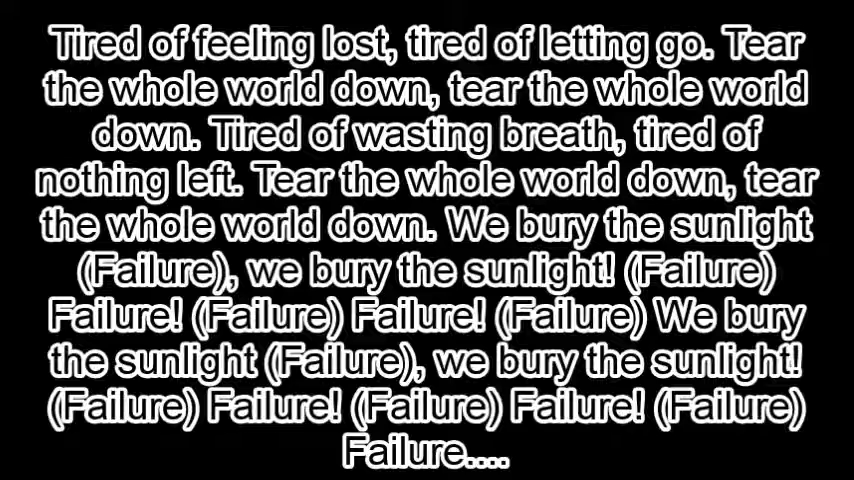 Tired of feeling lost, tired of letting go. Tear
the whole world down, tear the whole world
down. Tired of wasting breath, tired of
nothing left. Tear the whole world down, tear
the whole world down. We bury the sunlight
(Failure), we bury the sunlight! (Failure)
Failure! (Failure) Failure! (Failure) We bury
the sunlight (Failure), we bury the sunlight!
(Failure) Failure! (Failure) Failure! (Failure)
Failure....